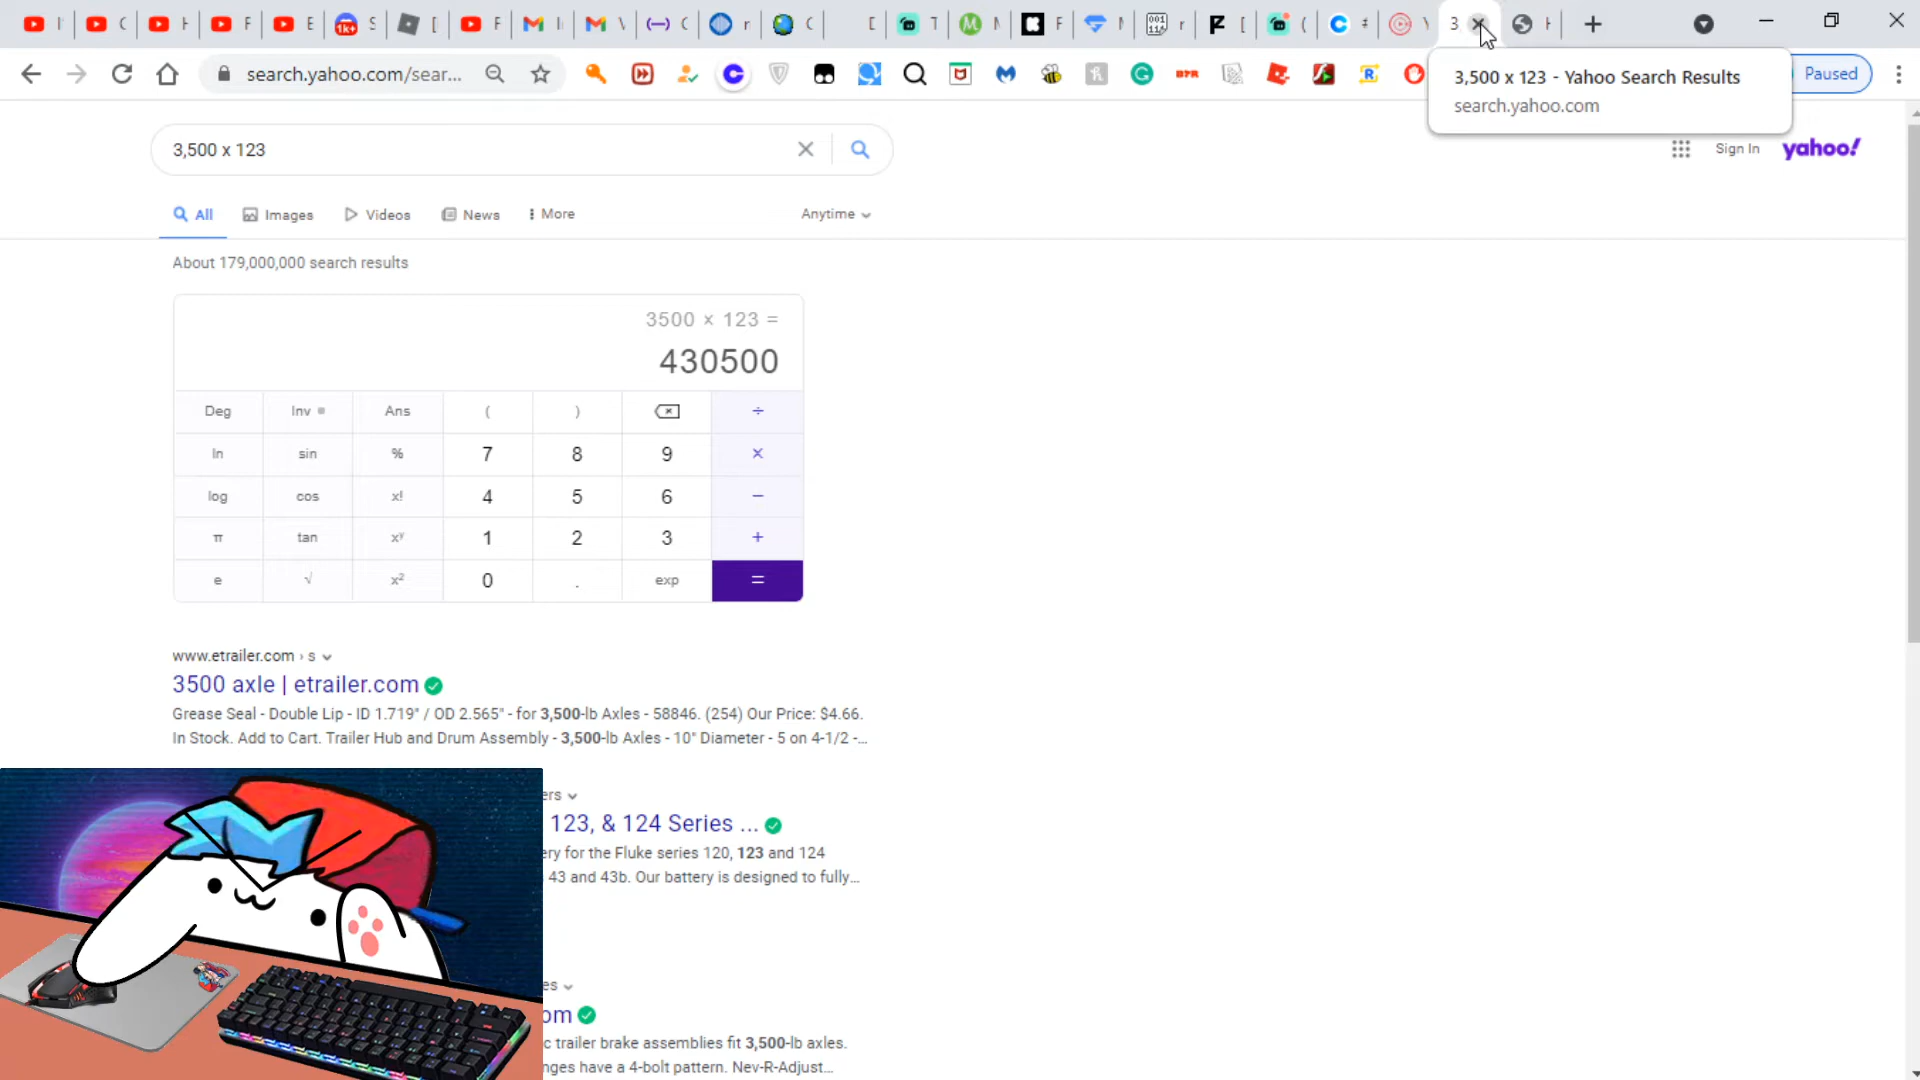 3
3,500 x 123 - Yahoo Search Results
search.yahoo.com
search.yahoo.com/sear...
Paused
3,500 x 123
Sign In
yahoo!
All
Images
Videos
News
More
Anytime
About 179,000,000 search results
3500 × 123 =
430500
Deg Inv Ans ( ) ÷
ln sin % 7 8 9 ×
log cos x! 4 5 6 −
π tan xʸ 1 2 3 +
e √ x² 0 . exp =
www.etrailer.com › s
3500 axle | etrailer.com
Grease Seal - Double Lip - ID 1.719" / OD 2.565" - for 3,500-lb Axles - 58846. (254) Our Price: $4.66.
In Stock. Add to Cart. Trailer Hub and Drum Assembly - 3,500-lb Axles - 10" Diameter - 5 on 4-1/2 -...
ers
123, & 124 Series ...
ery for the Fluke series 120, 123 and 124
43 and 43b. Our battery is designed to fully...
es
om
c trailer brake assemblies fit 3,500-lb axles.
nges have a 4-bolt pattern. Nev-R-Adjust...